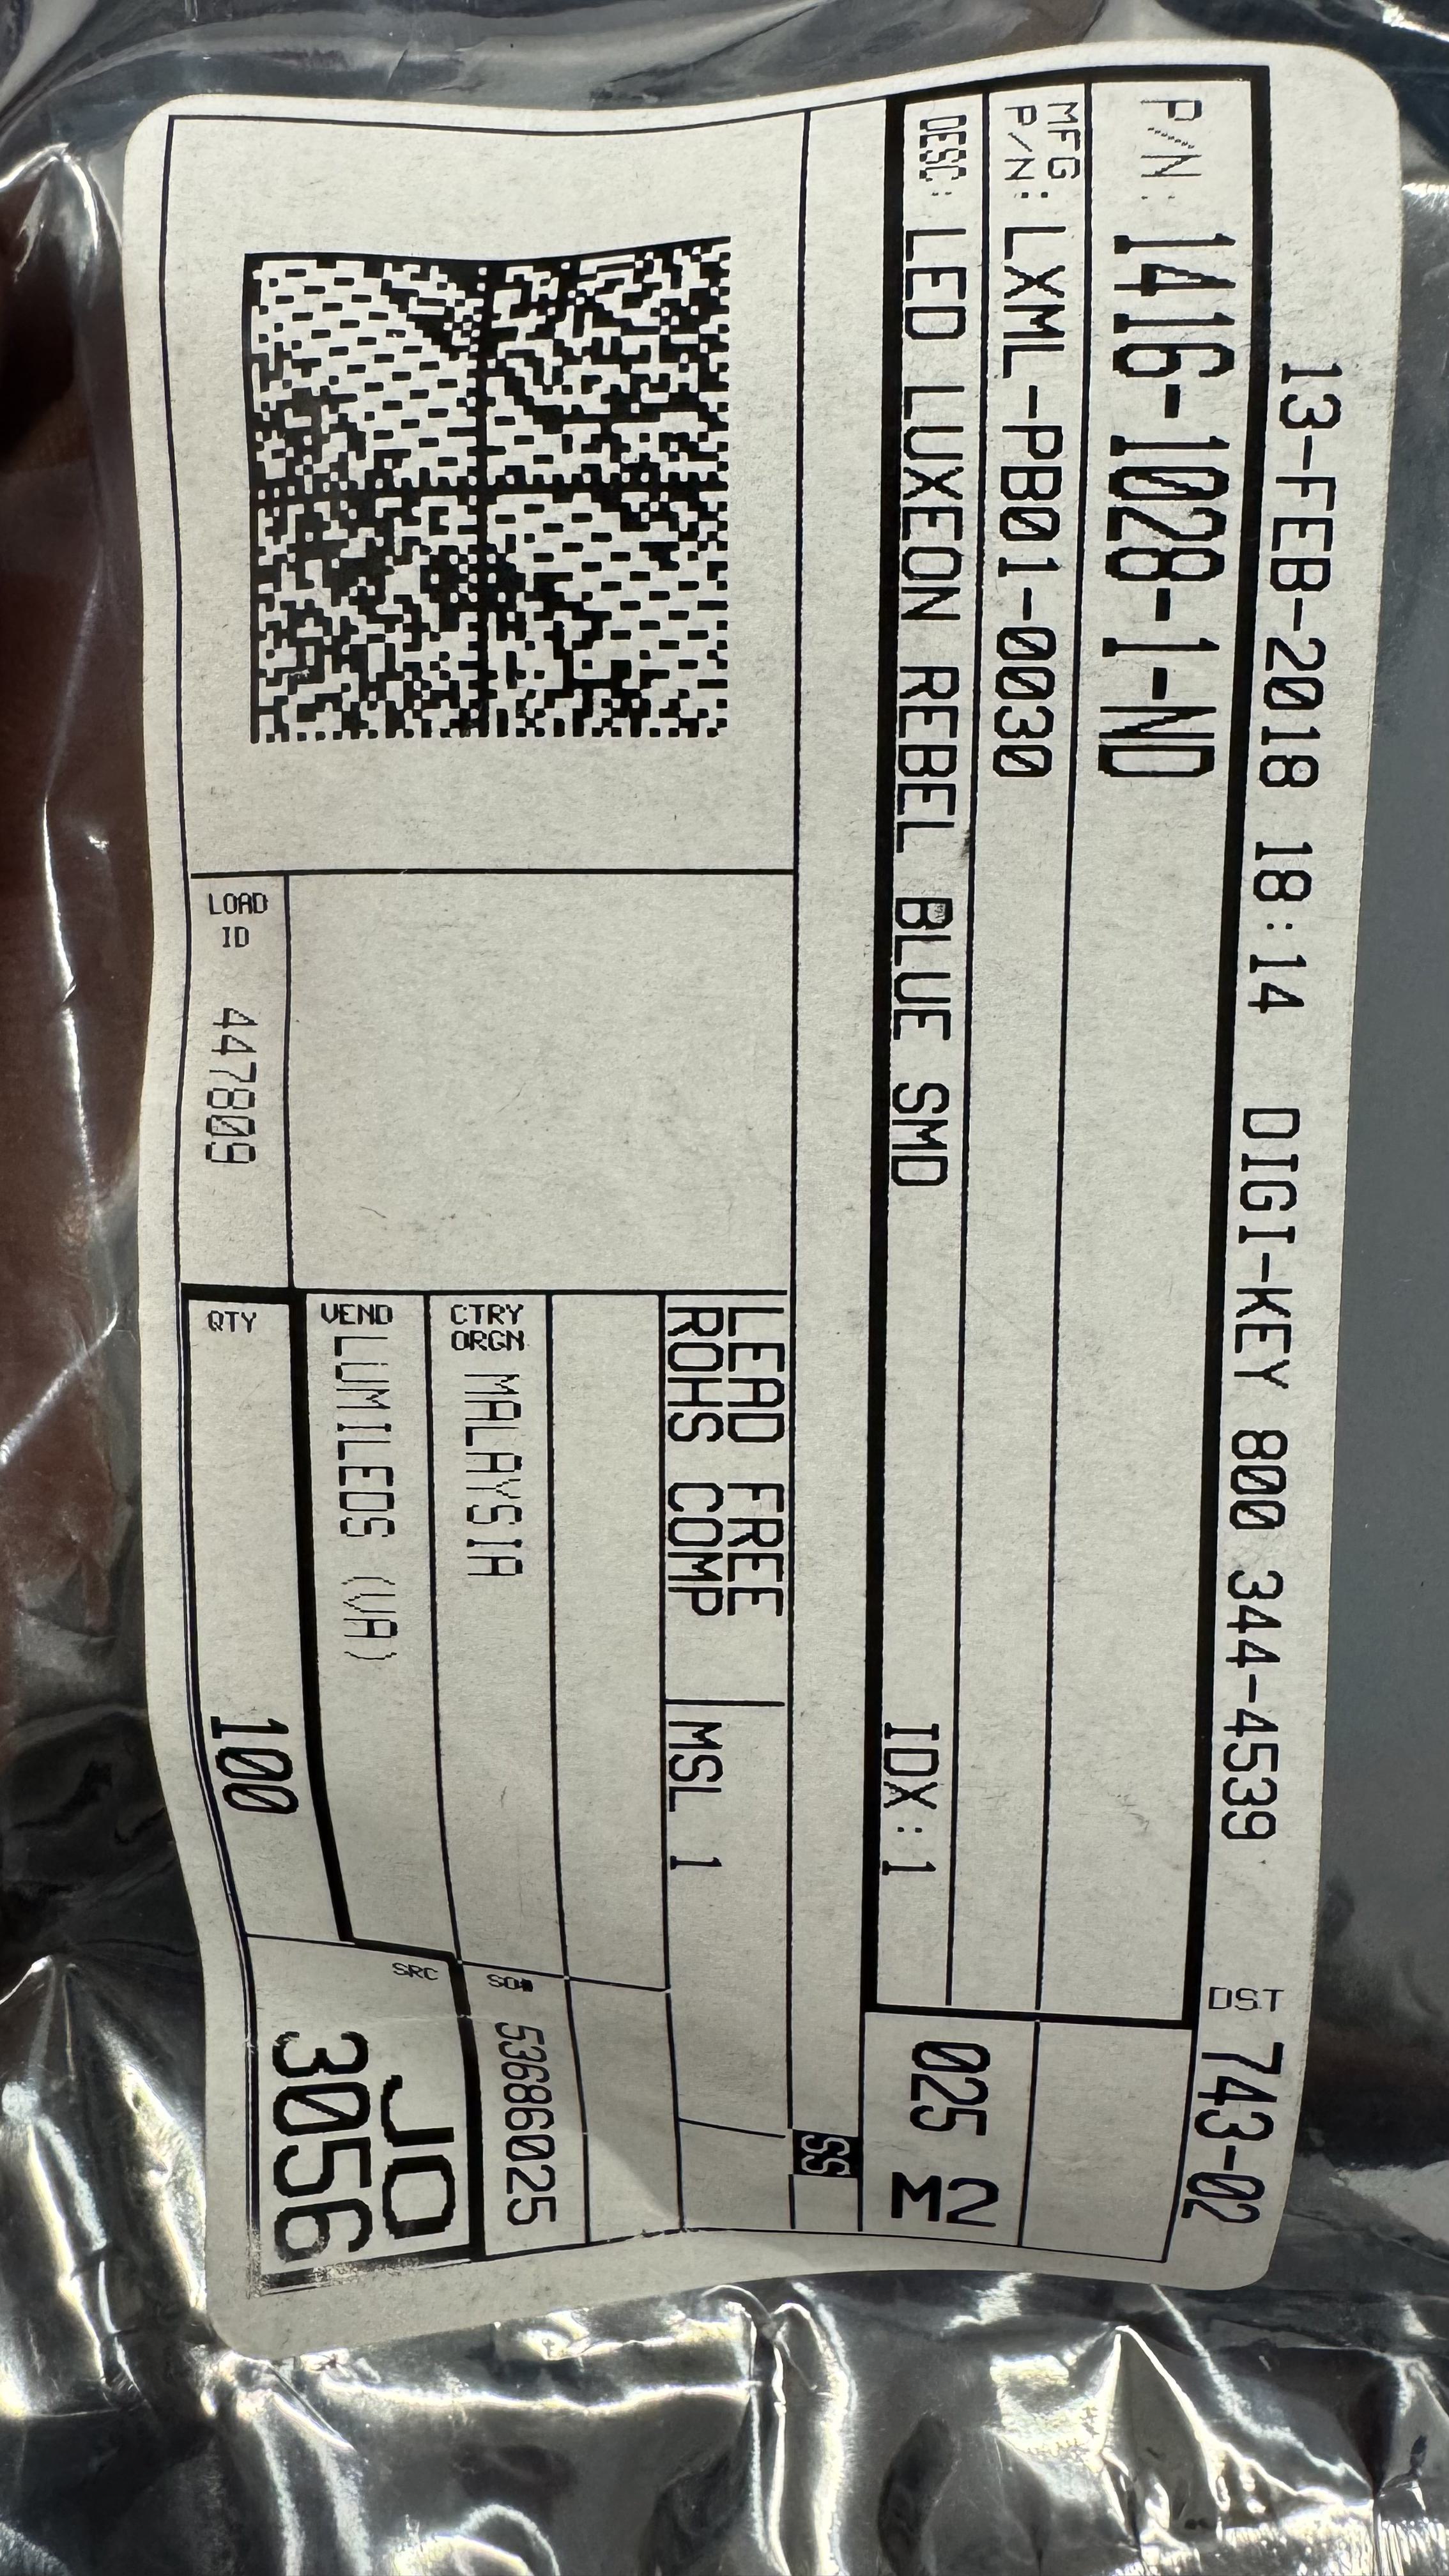 13-FEB-2018 18:14 DIGI-KEY 800 344-4539 DST 743-02
P/N: 1416-1028-1-ND
MFG
P/N: LXML-PB01-0030
DESC: LED LUXEON REBEL BLUE SMD IDX: 1
025 M2
SS
LEAD FREE
ROHS COMP
MSL 1
CTRY
ORGN MALAYSIA
SO# 53686025
VEND LUMILEDS (VA)
LOAD
ID 447809
QTY 100
SRC
JO
3056